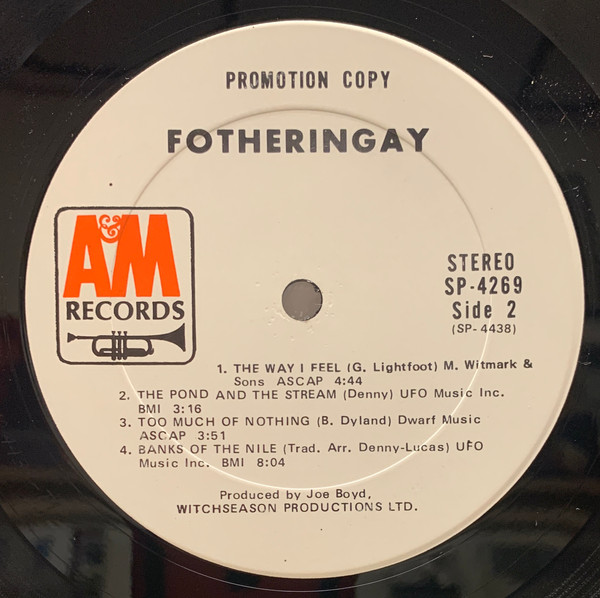 PROMOTION COPY
FOTHERINGAY
A&M
RECORDS
STEREO
SP-4269
Side 2
(SP-4438)
1. THE WAY I FEEL (G. Lightfoot) M. Witmark &
Sons ASCAP 4:44
2. THE POND AND THE STREAM (Denny) UFO Music Inc.
BMI 3:16
3. TOO MUCH OF NOTHING (B. Dyland) Dwarf Music
ASCAP 3:51
4. BANKS OF THE NILE (Trad. Arr. Denny-Lucas) UFO
Music Inc. BMI 8:04
Produced by Joe Boyd,
WITCHSEASON PRODUCTIONS LTD.